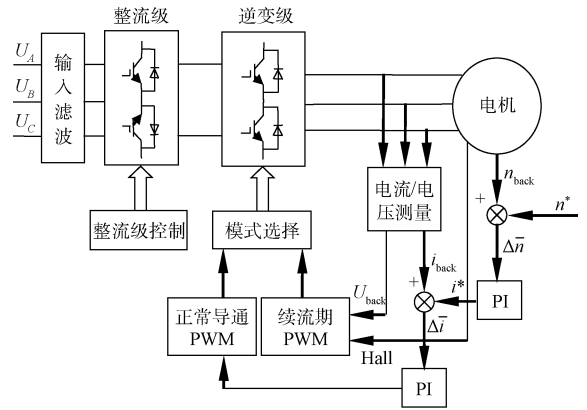 整流级
逆变级
U_A
U_B
U_C
输入滤波
电机
n_back
n*
+
电流/电
压测量
整流级控制
模式选择
Δn̅
i_back
+
i*
PI
U_back
正常导通
PWM
续流期
PWM
Δi̅
Hall
PI